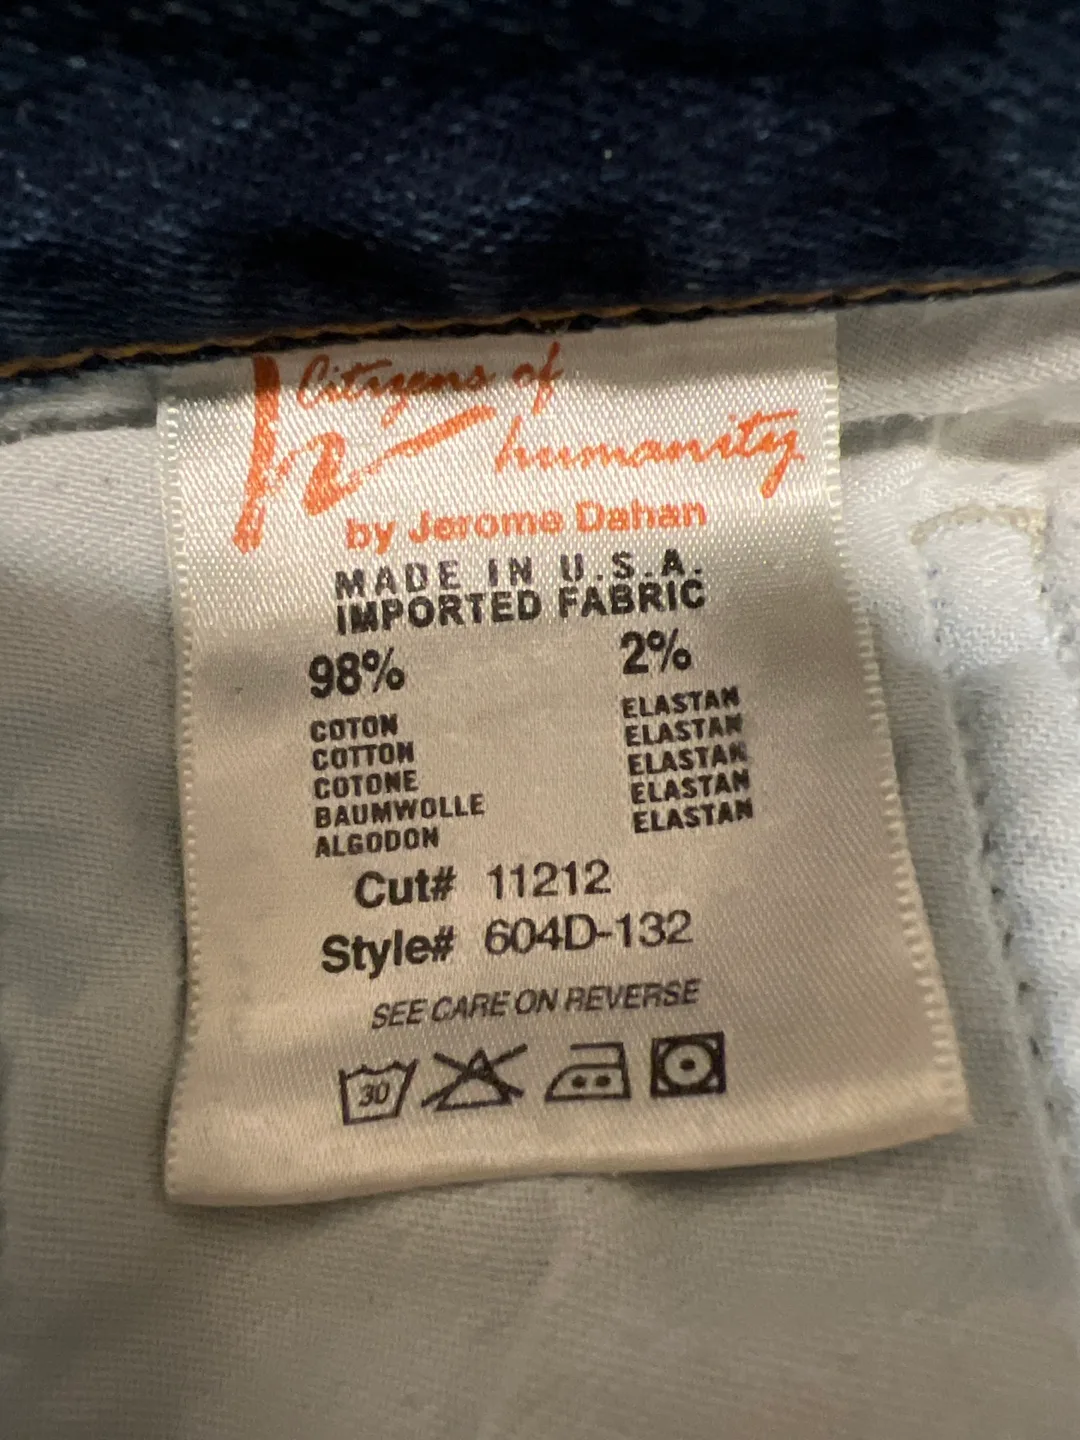 Citizens of
humanity
by Jerome Dahan
MADE IN U.S.A.
IMPORTED FABRIC
98% 2%
COTON ELASTAN
COTTON ELASTAN
COTONE ELASTAN
BAUMWOLLE ELASTAN
ALGODON ELASTAN
Cut# 11212
Style# 604D-132
SEE CARE ON REVERSE
30